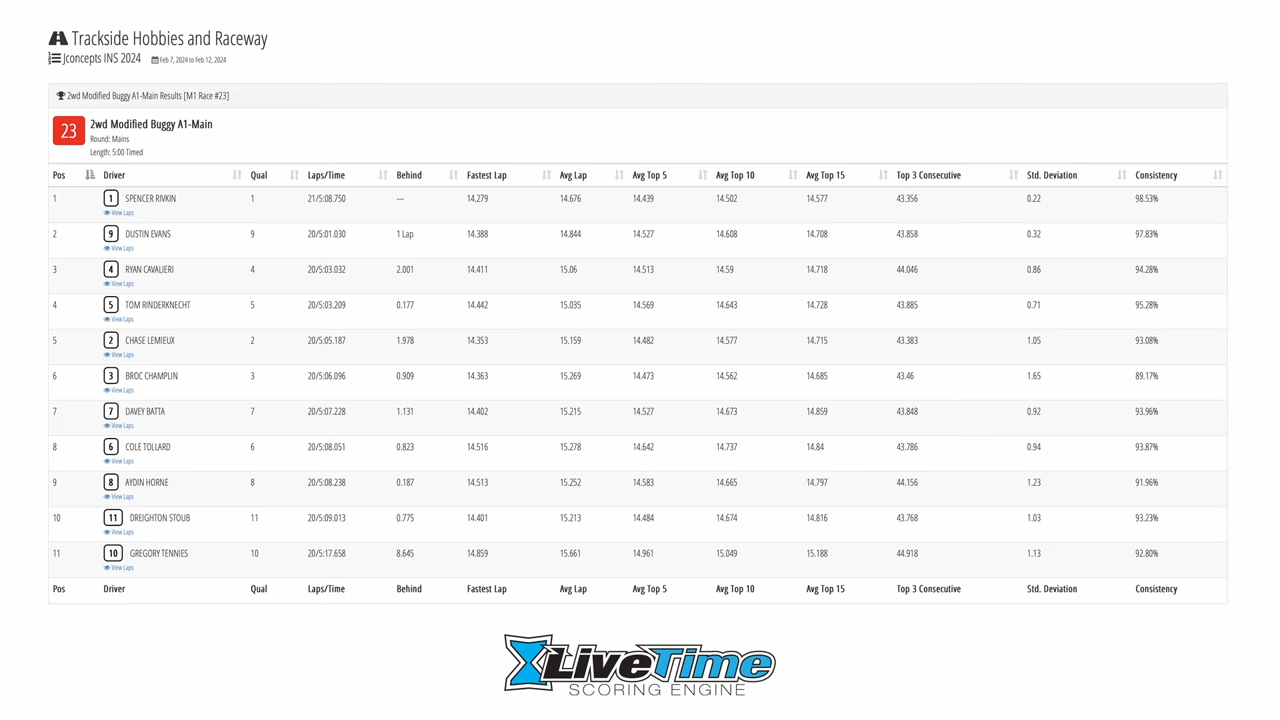 Trackside Hobbies and Raceway
Jconcepts INS 2024 Feb 7, 2024 to Feb 12, 2024
2wd Modified Buggy A1-Main Results [M1 Race #23]
23 2wd Modified Buggy A1-Main
Round: Mains
Length: 5:00 Timed
Pos Driver Qual Laps/Time Behind Fastest Lap Avg Lap Avg Top 5 Avg Top 10 Avg Top 15 Top 3 Consecutive Std. Deviation Consistency
1 1 SPENCER RIVKIN 1 21/5:08.750 --- 14.279 14.676 14.439 14.502 14.577 43.356 0.22 98.53%
View Laps
2 9 DUSTIN EVANS 9 20/5:01.030 1 Lap 14.388 14.844 14.527 14.608 14.708 43.858 0.32 97.83%
View Laps
3 4 RYAN CAVALIERI 4 20/5:03.032 2.001 14.411 15.06 14.513 14.59 14.718 44.046 0.86 94.28%
View Laps
4 5 TOM RINDERKNECHT 5 20/5:03.209 0.177 14.442 15.035 14.569 14.643 14.728 43.885 0.71 95.28%
View Laps
5 2 CHASE LEMIEUX 2 20/5:05.187 1.978 14.353 15.159 14.482 14.577 14.715 43.383 1.05 93.08%
View Laps
6 3 BROC CHAMPLIN 3 20/5:06.096 0.909 14.363 15.269 14.473 14.562 14.685 43.46 1.65 89.17%
View Laps
7 7 DAVEY BATTA 7 20/5:07.228 1.131 14.402 15.215 14.527 14.673 14.859 43.848 0.92 93.96%
View Laps
8 6 COLE TOLLARD 6 20/5:08.051 0.823 14.516 15.278 14.642 14.737 14.84 43.786 0.94 93.87%
View Laps
9 8 AYDIN HORNE 8 20/5:08.238 0.187 14.513 15.252 14.583 14.665 14.797 44.156 1.23 91.96%
View Laps
10 11 DREIGHTON STOUB 11 20/5:09.013 0.775 14.401 15.213 14.484 14.674 14.816 43.768 1.03 93.23%
View Laps
11 10 GREGORY TENNIES 10 20/5:17.658 8.645 14.859 15.661 14.961 15.049 15.188 44.918 1.13 92.80%
View Laps
Pos Driver Qual Laps/Time Behind Fastest Lap Avg Lap Avg Top 5 Avg Top 10 Avg Top 15 Top 3 Consecutive Std. Deviation Consistency
LiveTime
SCORING ENGINE